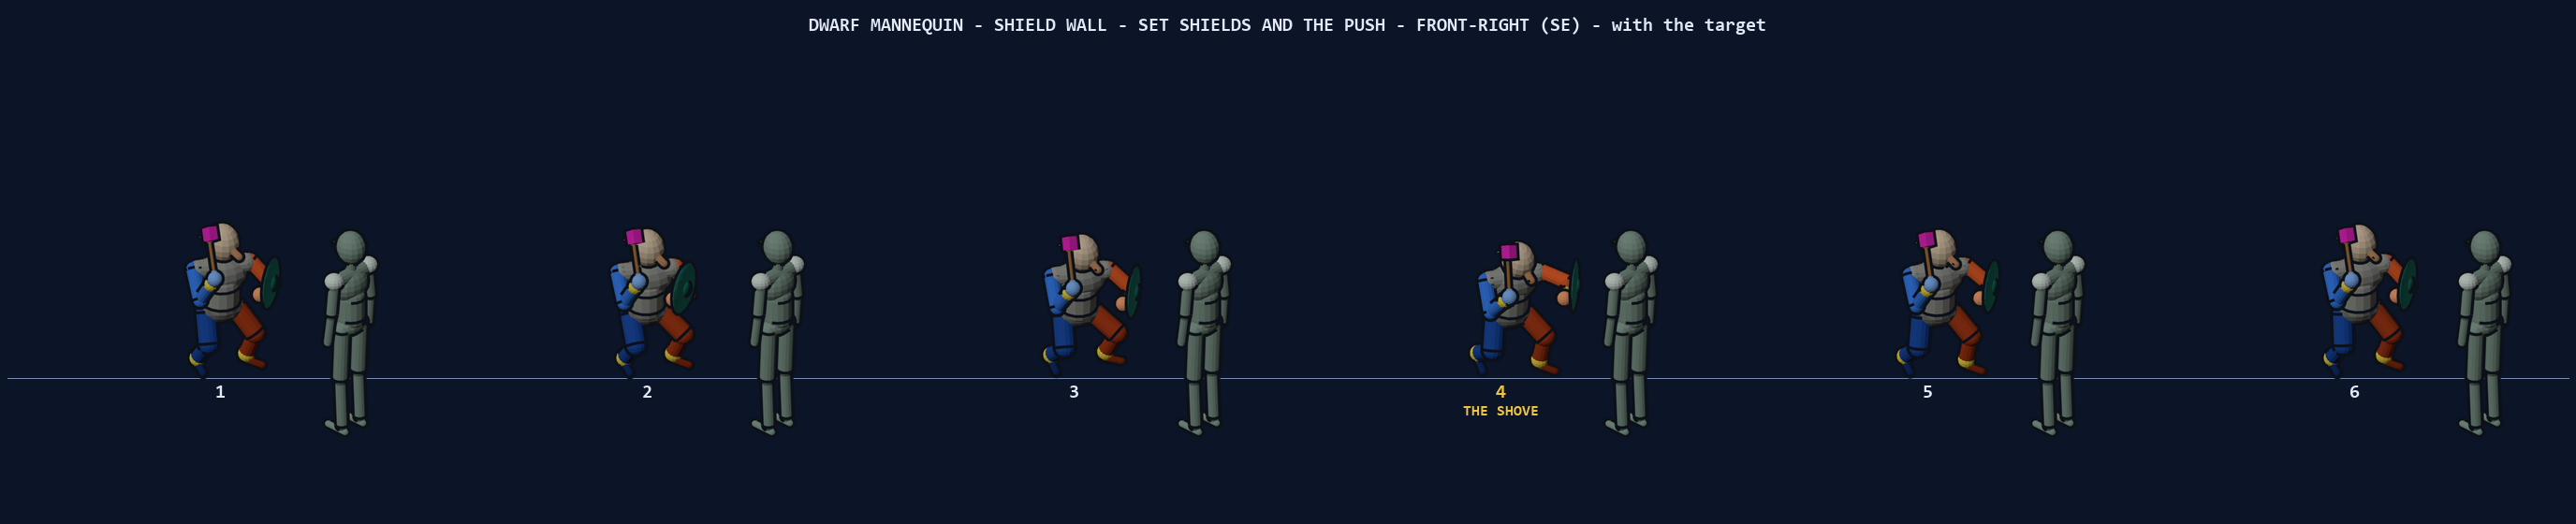 DWARF MANNEQUIN - SHIELD WALL - SET SHIELDS AND THE PUSH - FRONT-RIGHT (SE) - with the target
1 2 3 4 5 6
THE SHOVE